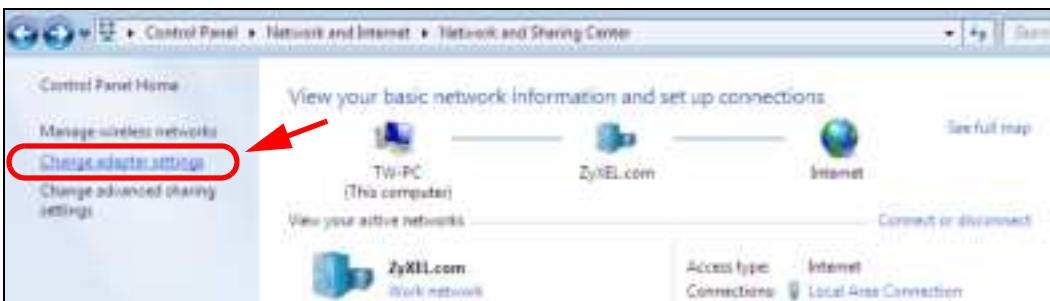 Control Panel ▸ Network and Internet ▸ Network and Sharing Center
Control Panel Home
Manage wireless networks
Change adapter settings
Change advanced sharing
settings
View your basic network information and set up connections
See full map
TW-PC
(This computer)
ZyXEL.com
Internet
View your active networks
Connect or disconnect
ZyXEL.com
Work network
Access type: Internet
Connections: Local Area Connection